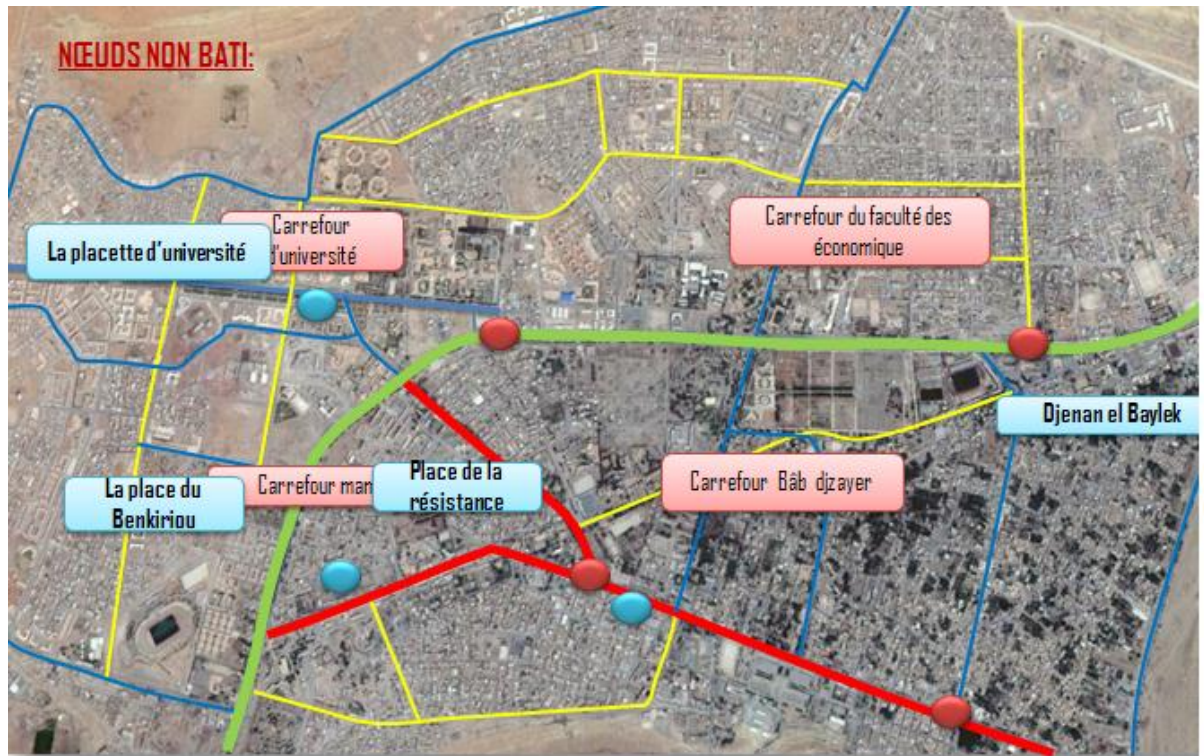 NŒUDS NON BATI:
Carrefour
d'université
La placette d'université
Carrefour du faculté des
économique
Djenan el Baylek
Carrefour man
Place de la
résistance
La place du
Benkiriou
Carrefour Bâb djzayer